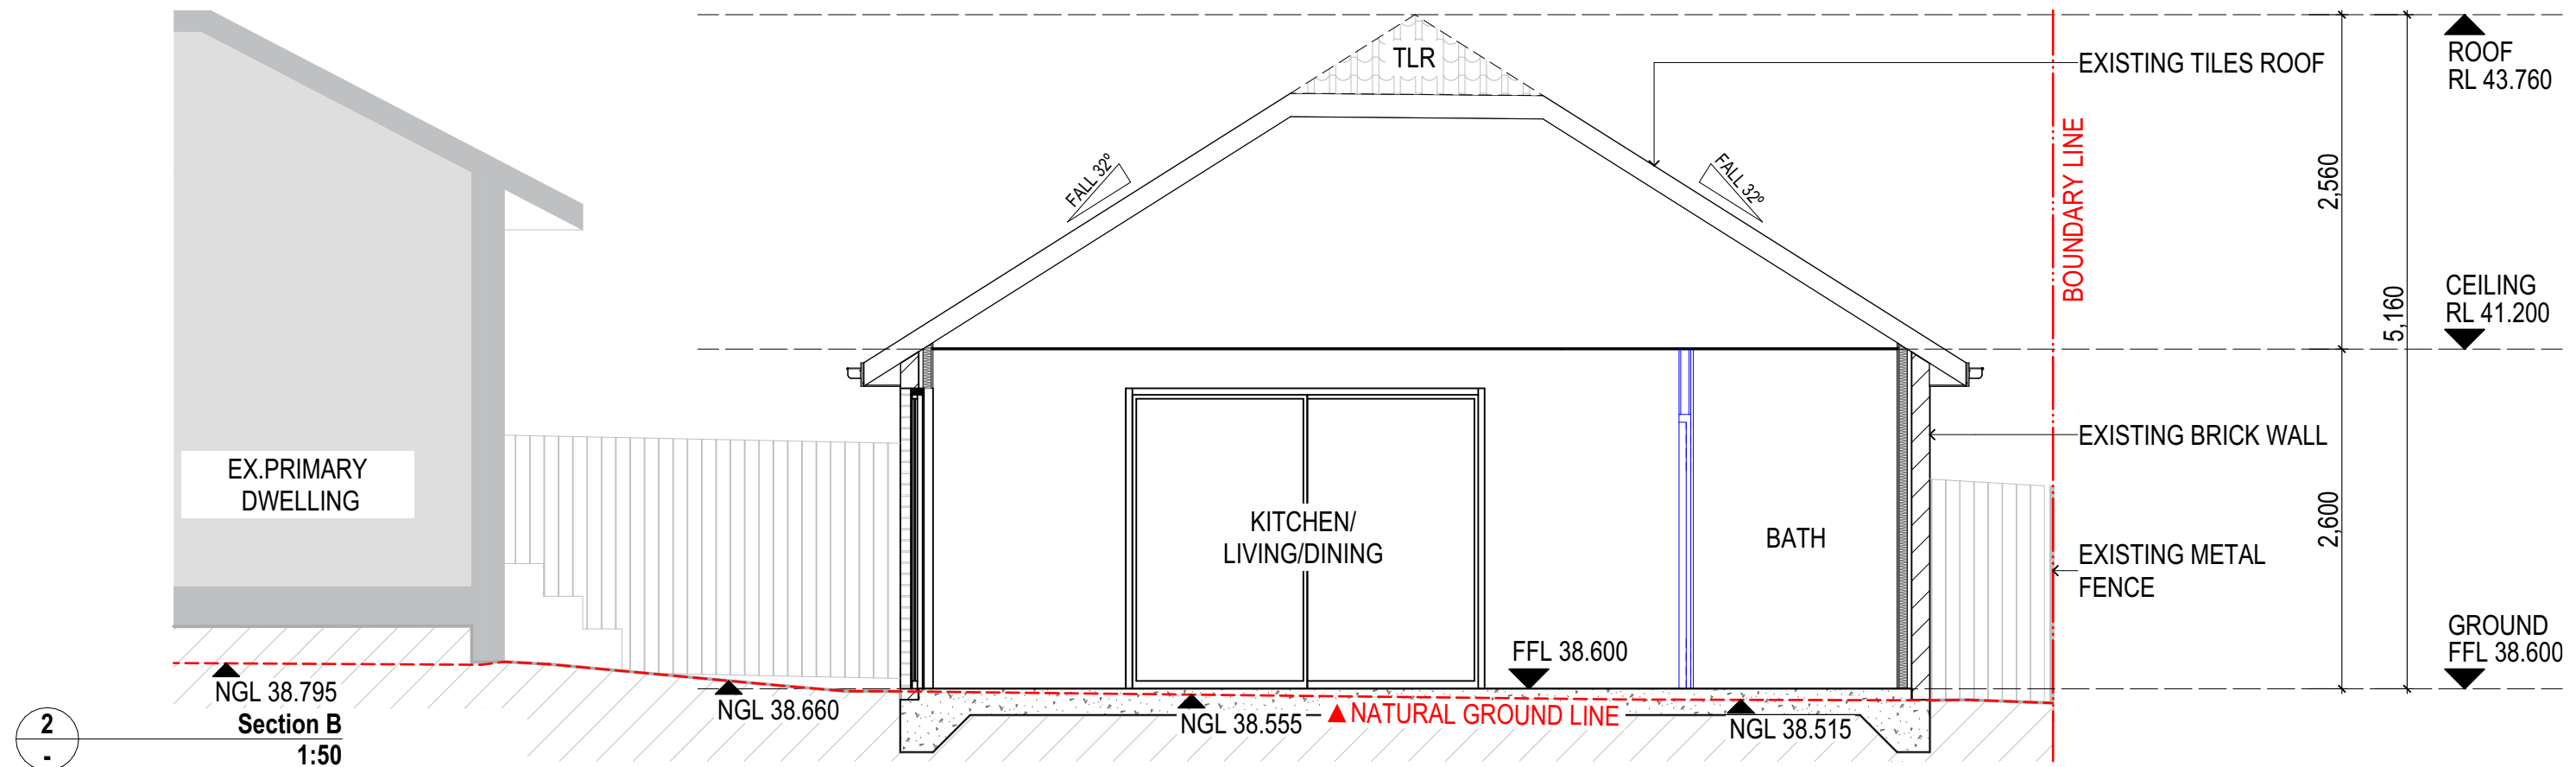 TLR
EXISTING TILES ROOF
ROOF
RL 43.760
FALL 32º
FALL 32º
BOUNDARY LINE
2,560
5,160
CEILING
RL 41.200
EXISTING BRICK WALL
EX.PRIMARY
DWELLING
KITCHEN/
LIVING/DINING
BATH
2,600
EXISTING METAL
FENCE
GROUND
FFL 38.600
FFL 38.600
NGL 38.795
NGL 38.660
NGL 38.555
NATURAL GROUND LINE
NGL 38.515
2
Section B
-
1:50